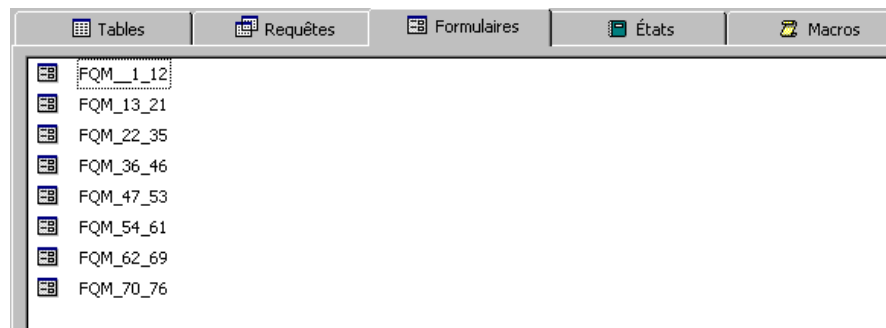 Tables Requêtes Formulaires États Macros
FQM__1_12
FQM_13_21
FQM_22_35
FQM_36_46
FQM_47_53
FQM_54_61
FQM_62_69
FQM_70_76